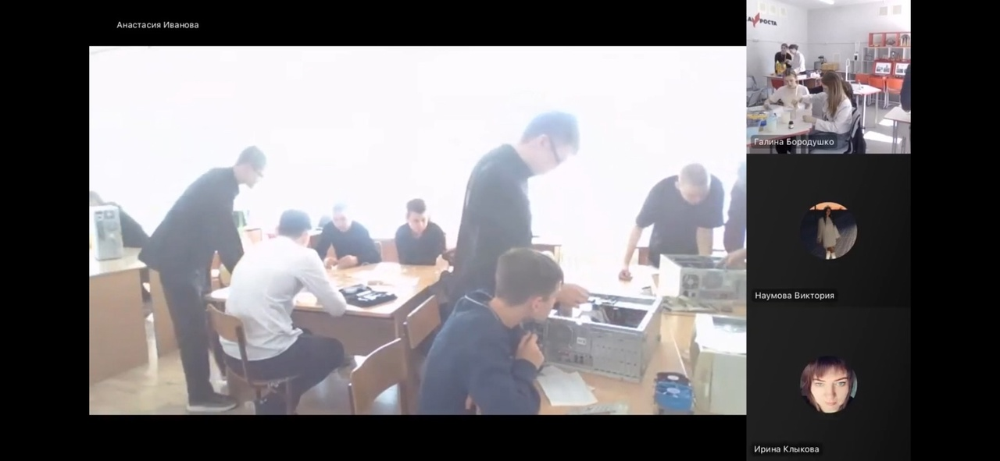 Анастасия Иванова
РОСТА
Галина Бородушко
Наумова Виктория
Ирина Клыкова